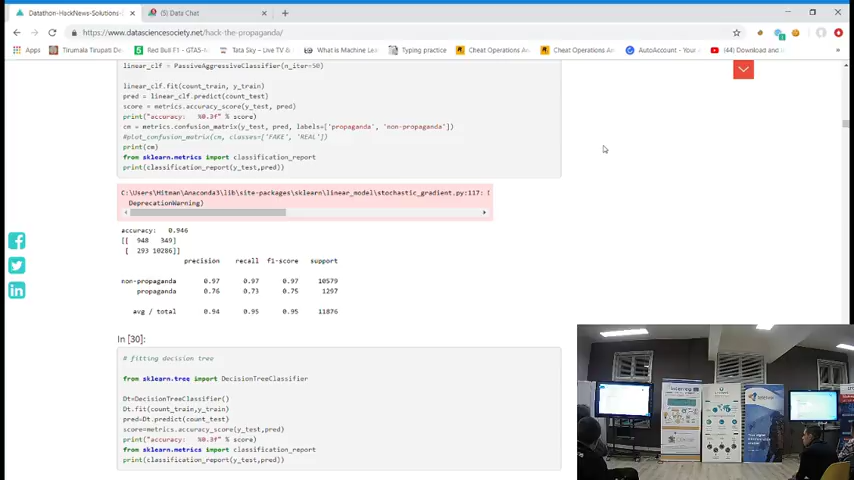 Datathon-HackNews-Solutions-
(5) Data Chat
https://www.datasciencesociety.net/hack-the-propaganda/
Apps
Tirumala Tirupati De
Red Bull F1 - GTA5-
Tata Sky – Live TV &
What is Machine Lea
Typing practice
Cheat Operations An
Cheat Operations An
AutoAccount - Realti
(44) Download and I
linear_clf = PassiveAggressiveClassifier(n_iter=50)
linear_clf.fit(count_train, y_train)
pred = linear_clf.predict(count_test)
score = metrics.accuracy_score(y_test, pred)
print("accuracy:   %0.3f" % score)
cm = metrics.confusion_matrix(y_test, pred, labels=['propaganda', 'non-propaganda'])
#plot_confusion_matrix(cm, classes=['FAKE', 'REAL'])
print(cm)
from sklearn.metrics import classification_report
print(classification_report(y_test,pred))
C:\Users\Hitman\Anaconda3\lib\site-packages\sklearn\linear_model\stochastic_gradient.py:117: D
DeprecationWarning)
accuracy:   0.946
[[  948   349]
[  293 10286]]
precision recall f1-score support
non-propaganda 0.97 0.97 0.97 10579
propaganda 0.76 0.73 0.75 1297
avg / total 0.94 0.95 0.95 11876
In [30]:
# fitting decision tree
from sklearn.tree import DecisionTreeClassifier
Dt=DecisionTreeClassifier()
Dt.fit(count_train,y_train)
pred=Dt.predict(count_test)
score=metrics.accuracy_score(y_test,pred)
print("accuracy:   %0.3f" % score)
from sklearn.metrics import classification_report
print(classification_report(y_test,pred))